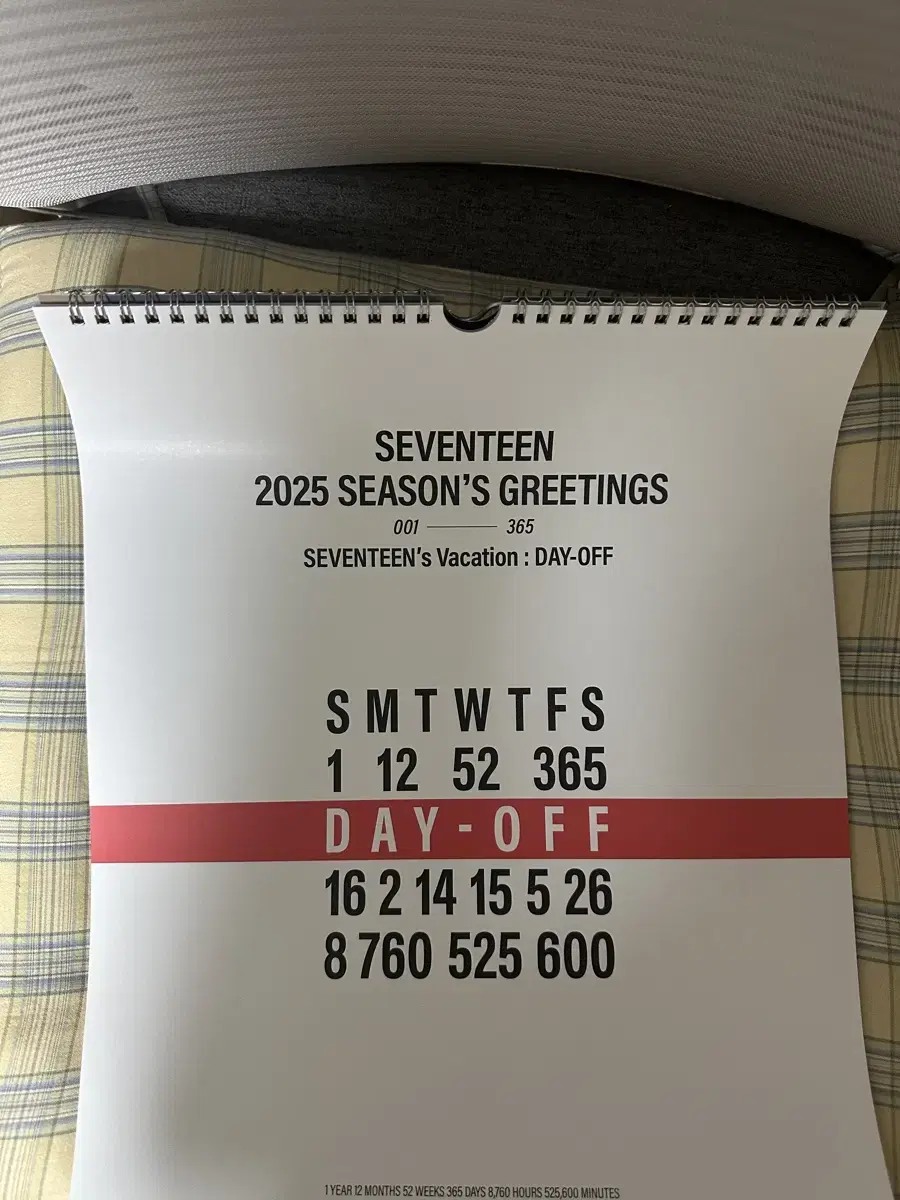 SEVENTEEN
2025 SEASON'S GREETINGS
001 —— 365
SEVENTEEN's Vacation : DAY-OFF
S M T W T F S
1 12 52 365
DAY-OFF
16 2 14 15 5 26
8 760 525 600
1 YEAR 12 MONTHS 52 WEEKS 365 DAYS 8,760 HOURS 525,600 MINUTES